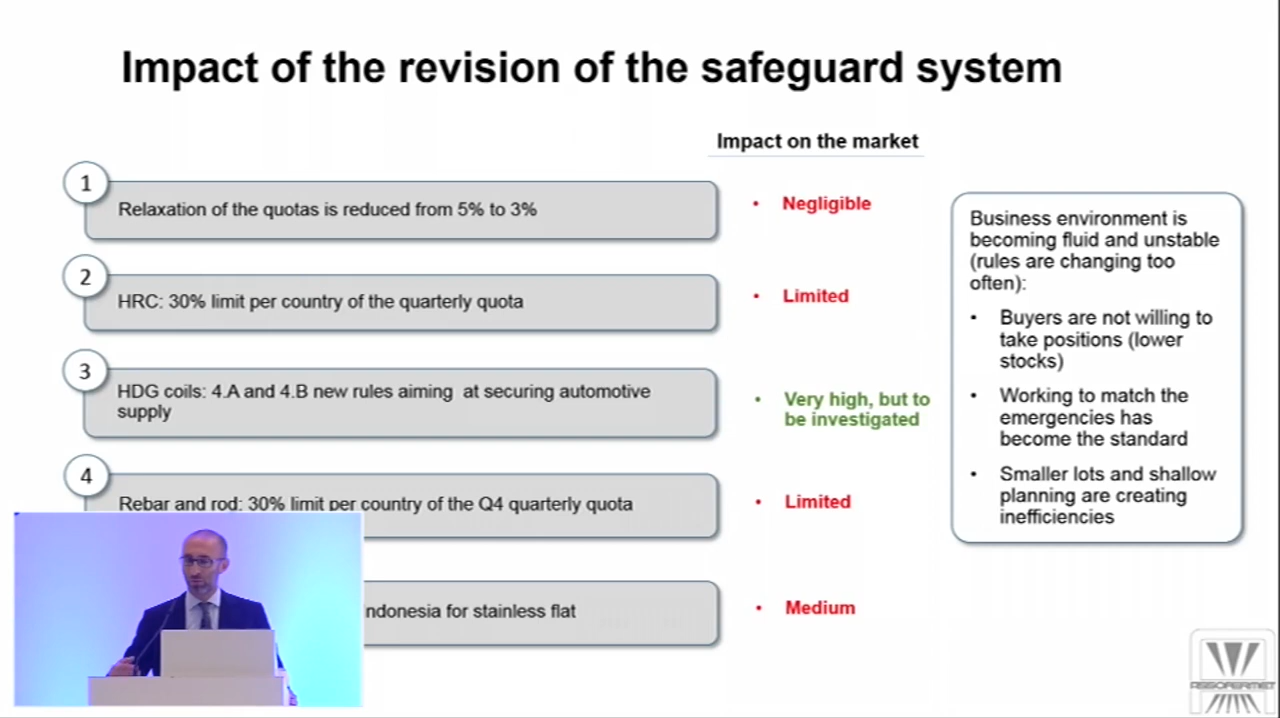 Impact of the revision of the safeguard system
Impact on the market
1
Relaxation of the quotas is reduced from 5% to 3%
• Negligible
2
HRC: 30% limit per country of the quarterly quota
• Limited
3
HDG coils: 4.A and 4.B new rules aiming at securing automotive
supply
• Very high, but to
be investigated
4
Rebar and rod: 30% limit per country of the Q4 quarterly quota
• Limited
ndonesia for stainless flat
• Medium
Business environment is
becoming fluid and unstable
(rules are changing too
often):
• Buyers are not willing to
take positions (lower
stocks)
• Working to match the
emergencies has
become the standard
• Smaller lots and shallow
planning are creating
inefficiencies
ASSOFERMET